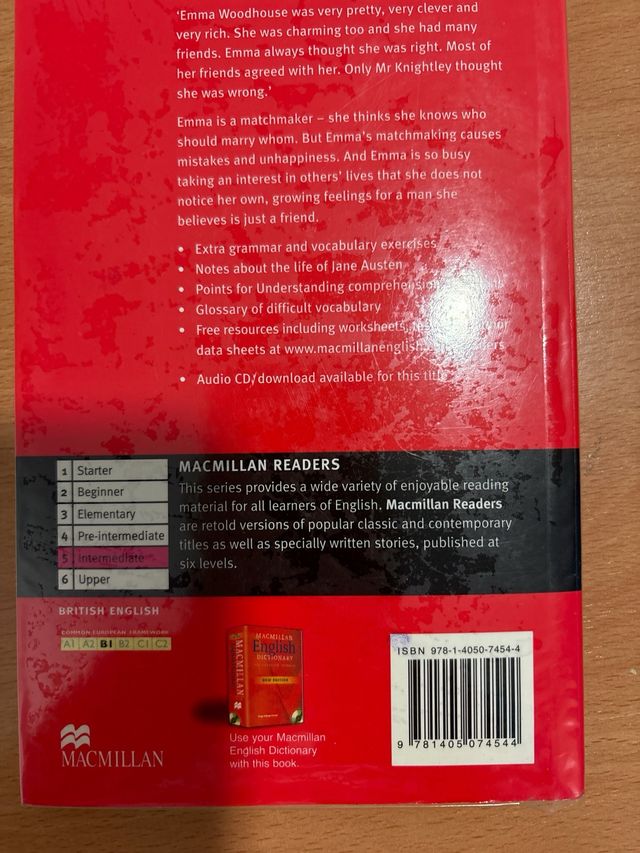 ‘Emma Woodhouse was very pretty, very clever and
very rich. She was charming too and she had many
friends. Emma always thought she was right. Most of
her friends agreed with her. Only Mr Knightley thought
she was wrong.’
Emma is a matchmaker – she thinks she knows who
should marry whom. But Emma's matchmaking causes
mistakes and unhappiness. And Emma is so busy
taking an interest in others’ lives that she does not
notice her own, growing feelings for a man she
believes is just a friend.
• Extra grammar and vocabulary exercises
• Notes about the life of Jane Austen
• Points for Understanding
• Glossary of difficult vocabulary
• Free resources including worksheets,
data sheets at
• Audio CD/download available for this title
1 Starter
2 Beginner
3 Elementary
4 Pre-intermediate
5 Intermediate
6 Upper
MACMILLAN READERS
This series provides a wide variety of enjoyable reading
material for all learners of English. Macmillan Readers
are retold versions of popular classic and contemporary
titles as well as specially written stories, published at
six levels.
BRITISH ENGLISH
COMMON EUROPEAN FRAMEWORK
A1 A2 B1 B2 C1 C2
MACMILLAN
MACMILLAN
MACMILLAN
English
DICTIONARY
NEW EDITION
Use your Macmillan
English Dictionary
with this book.
ISBN 978-1-4050-7454-4
9 781405 074544